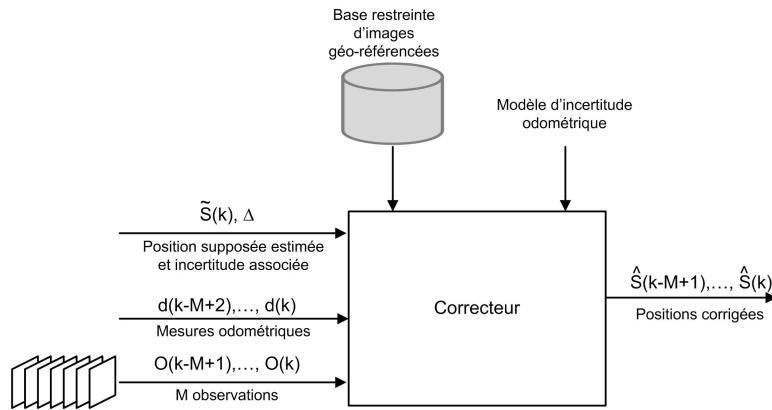 Base restreinte
d'images
géo-référencées
Modèle d'incertitude
odométrique
S̃(k), Δ
Position supposée estimée
et incertitude associée
d(k-M+2),…, d(k)
Mesures odométriques
O(k-M+1),…, O(k)
M observations
Correcteur
Ŝ(k-M+1),…, Ŝ(k)
Positions corrigées